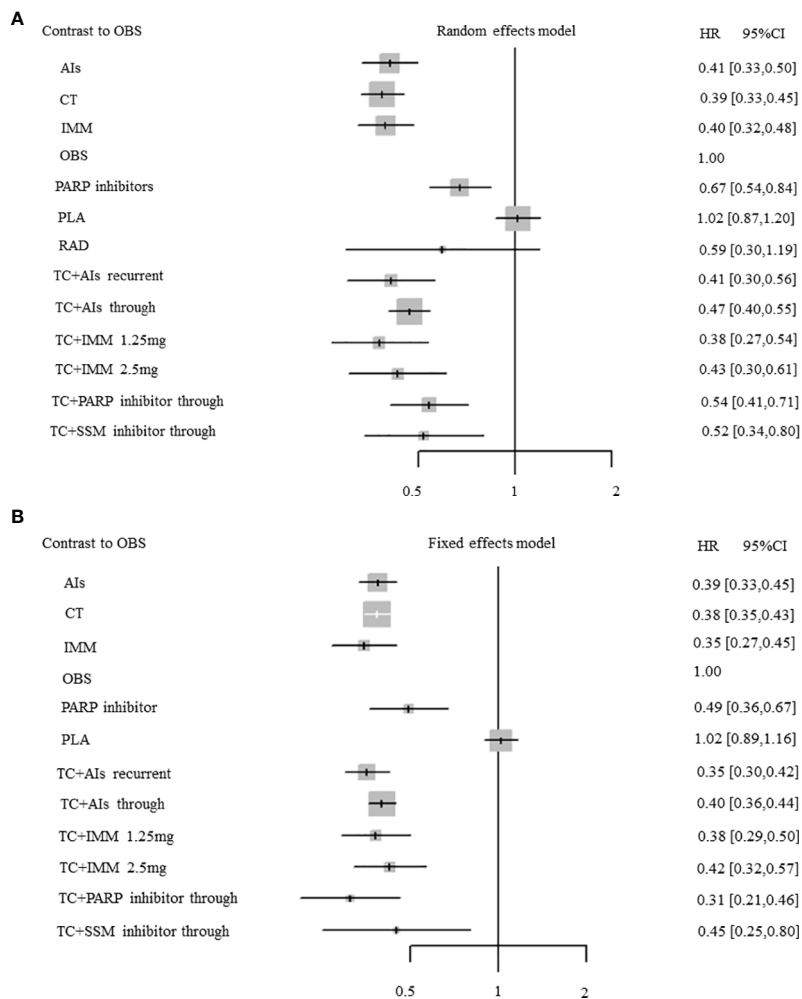 A
Contrast to OBS Random effects model HR 95%CI
AIs 0.41 [0.33,0.50]
CT 0.39 [0.33,0.45]
IMM 0.40 [0.32,0.48]
OBS 1.00
PARP inhibitors 0.67 [0.54,0.84]
PLA 1.02 [0.87,1.20]
RAD 0.59 [0.30,1.19]
TC+AIs recurrent 0.41 [0.30,0.56]
TC+AIs through 0.47 [0.40,0.55]
TC+IMM 1.25mg 0.38 [0.27,0.54]
TC+IMM 2.5mg 0.43 [0.30,0.61]
TC+PARP inhibitor through 0.54 [0.41,0.71]
TC+SSM inhibitor through 0.52 [0.34,0.80]
0.5 1 2
B
Contrast to OBS Fixed effects model HR 95%CI
AIs 0.39 [0.33,0.45]
CT 0.38 [0.35,0.43]
IMM 0.35 [0.27,0.45]
OBS 1.00
PARP inhibitor 0.49 [0.36,0.67]
PLA 1.02 [0.89,1.16]
TC+AIs recurrent 0.35 [0.30,0.42]
TC+AIs through 0.40 [0.36,0.44]
TC+IMM 1.25mg 0.38 [0.29,0.50]
TC+IMM 2.5mg 0.42 [0.32,0.57]
TC+PARP inhibitor through 0.31 [0.21,0.46]
TC+SSM inhibitor through 0.45 [0.25,0.80]
0.5 1 2